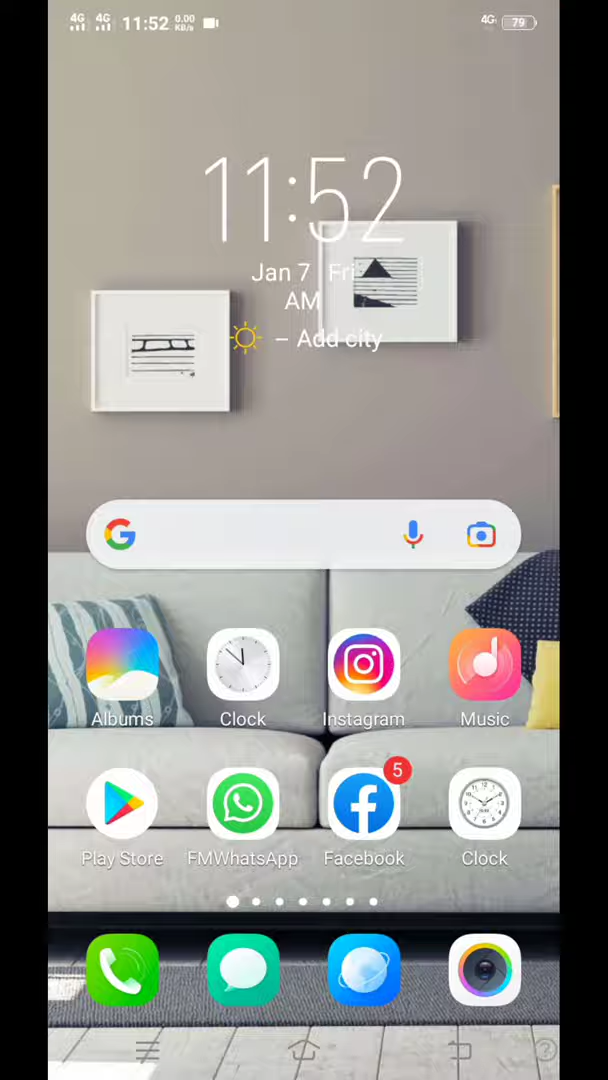 4G 4G 11:52 0.00 KB/s 4G 79
11:52
Jan 7 Fri
AM
– Add city
Albums Clock Instagram Music
5
Play Store FMWhatsApp Facebook Clock